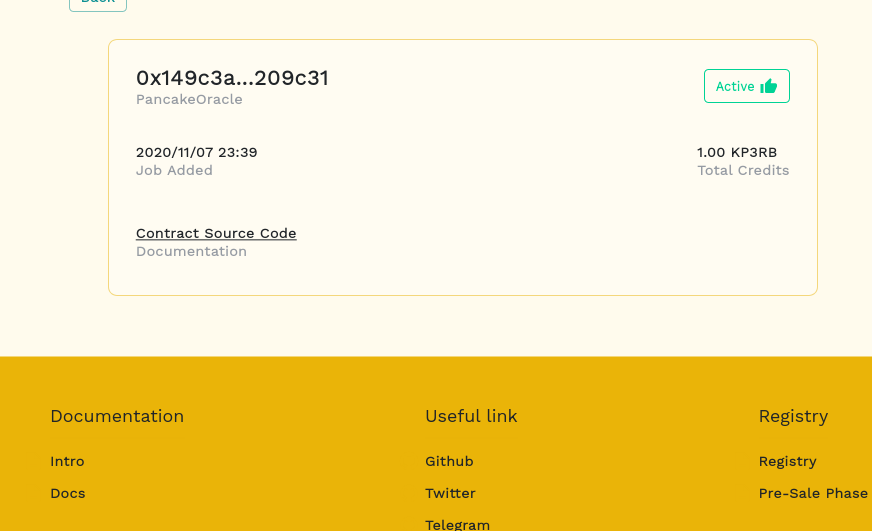 Back
0x149c3a...209c31
PancakeOracle
Active
2020/11/07 23:39
Job Added
1.00 KP3RB
Total Credits
Contract Source Code
Documentation
Documentation
Intro
Docs
Useful link
Github
Twitter
Telegram
Registry
Registry
Pre-Sale Phase